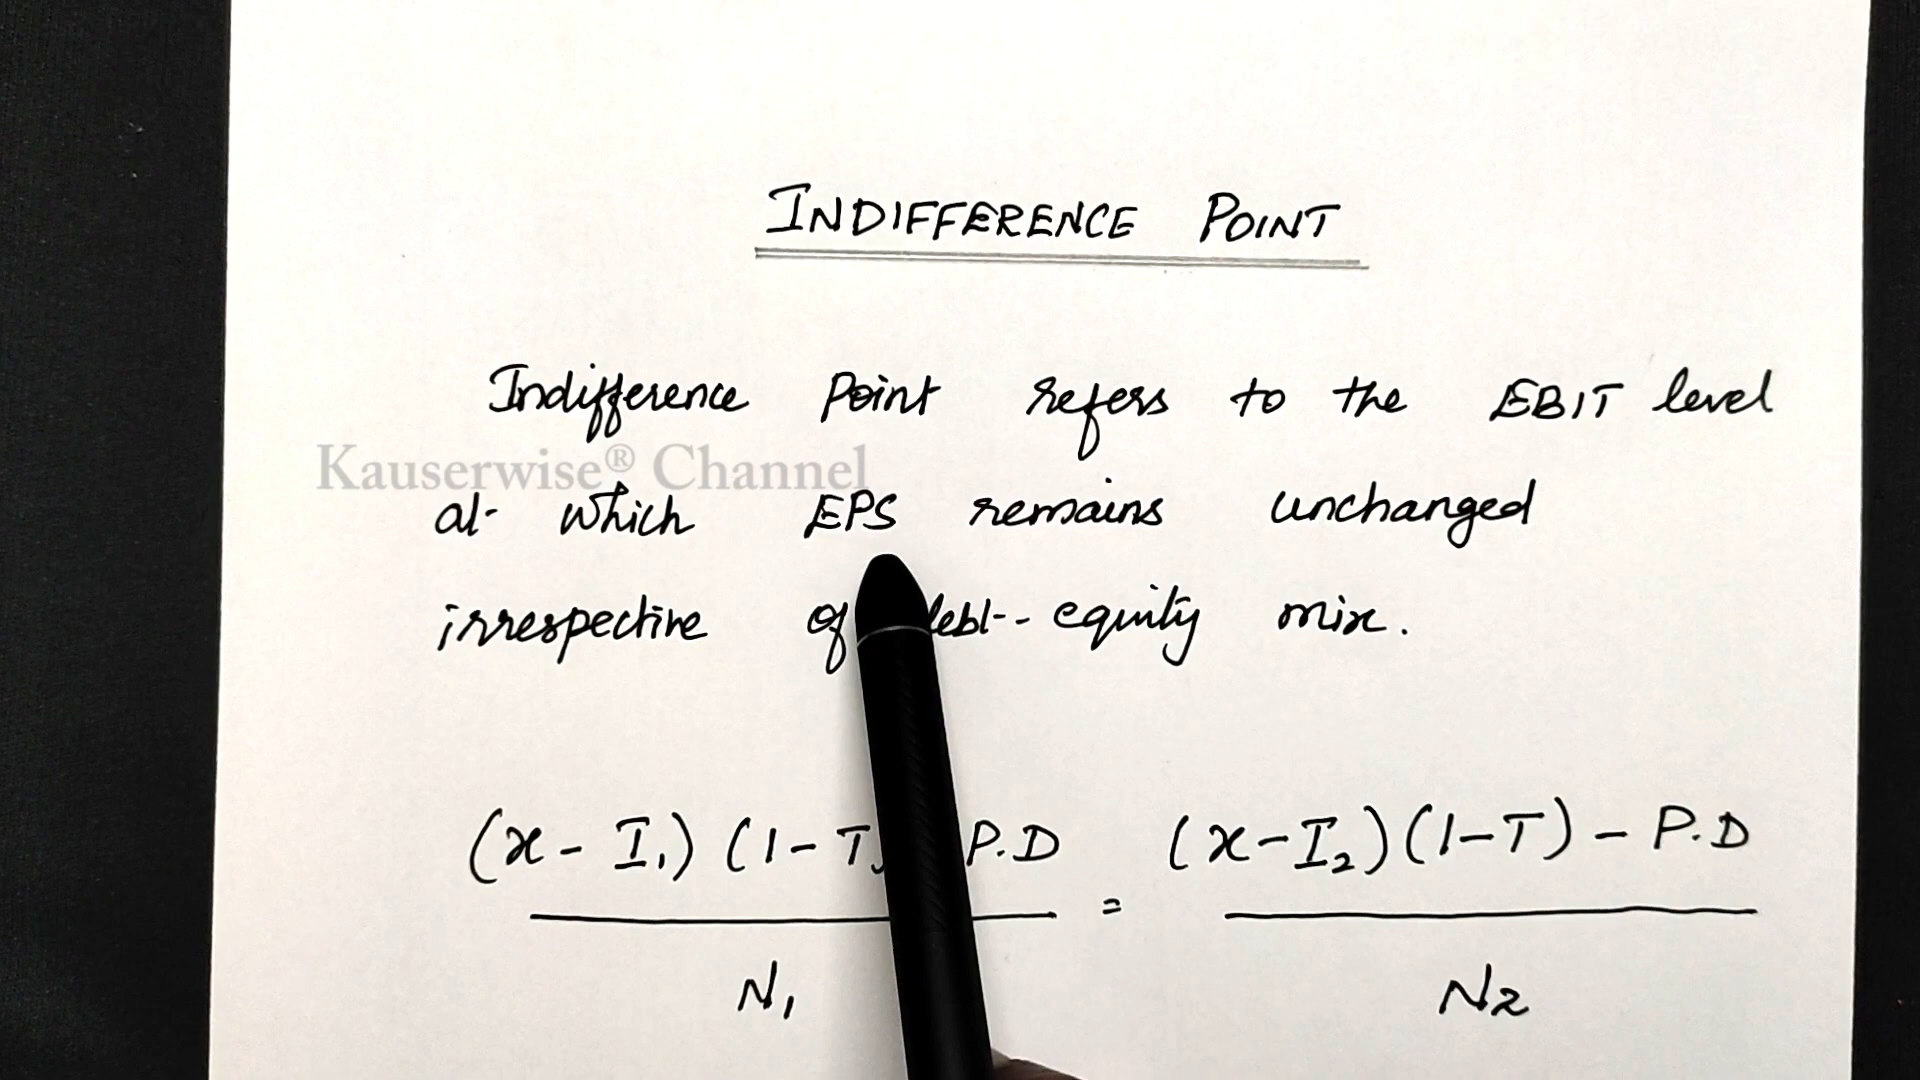 INDIFFERENCE POINT
Indifference Point refers to the EBIT level
Kauserwise® Channel
at which EPS remains unchanged
irrespective of debt-equity mix.
(x - I₁) (1 - T) P.D = (x - I₂) (1 - T) - P.D
N₁ N₂